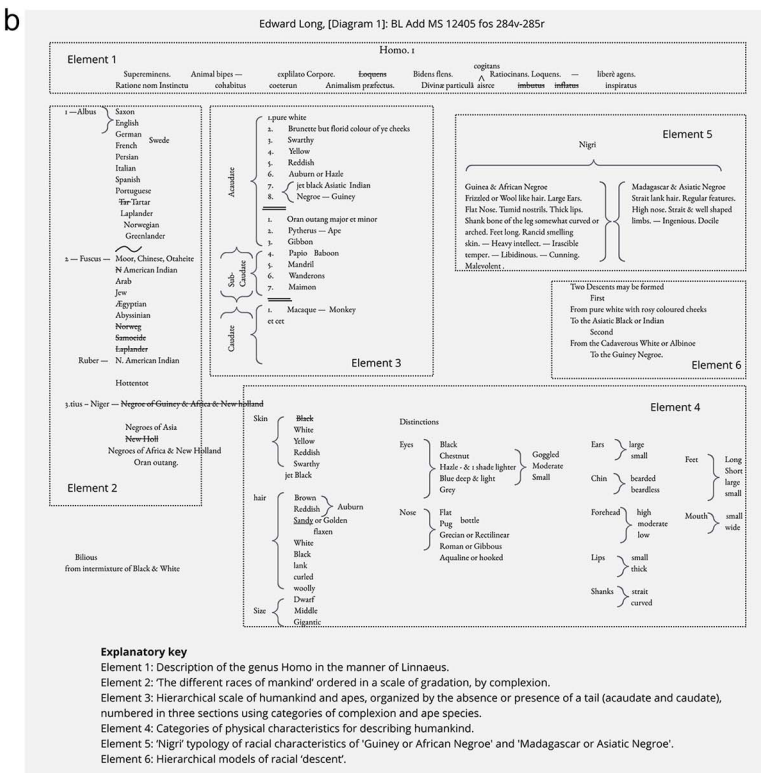 b
Edward Long, [Diagram 1]: BL Add MS 12405 fos 284v-285r
Element 1
Homo. 1
cogitans
Supereminens. Animal bipes — explilato Corpore. Loquens Bidens flens. ^ Ratiocinans. Loquens. — liberè agens.
Ratione nom Instinctu cohabitus coeterun Animalism præfectus. Divinæ particulâ aisrce imbutus inflatus inspiratus
1 —Albus
Saxon
English
German
Swede
French
Persian
Italian
Spanish
Portuguese
Tar Tartar
Laplander
Norwegian
Greenlander
2 — Fuscus — Moor, Chinese, Otaheite
N American Indian
Arab
Jew
Ægyptian
Abyssinian
Norweg
Samoeide
Laplander
Ruber — N. American Indian
Hottentot
3.tius – Niger — Negroe of Guiney & Africa & New holland
Negroes of Asia
New Holl
Negroes of Africa & New Holland
Oran outang.
Element 2
Bilious
from intermixture of Black & White
Acaudate
1.pure white
2. Brunette but florid colour of ye cheeks
3. Swarthy
4. Yellow
5. Reddish
6. Auburn or Hazle
7. jet black Asiatic Indian
8. Negroe — Guiney
1. Oran outang major et minor
2. Pytherus — Ape
3. Gibbon
Sub-
Caudate
4. Papio Baboon
5. Mandril
6. Wanderons
7. Maimon
Caudate
1. Macaque — Monkey
et cet
Element 3
Element 5
Nigri
Guinea & African Negroe
Frizzled or Wool like hair. Large Ears.
Flat Nose. Tumid nostrils. Thick lips.
Shank bone of the leg somewhat curved or
arched. Feet long. Rancid smelling
skin. — Heavy intellect. — Irascible
temper. — Libidinous. — Cunning.
Malevolent .
Madagascar & Asiatic Negroe
Strait lank hair. Regular features.
High nose. Strait & well shaped
limbs. — Ingenious. Docile
Two Descents may be formed
First
From pure white with rosy coloured cheeks
To the Asiatic Black or Indian
Second
From the Cadaverous White or Albinoe
To the Guiney Negroe.
Element 6
Element 4
Skin
Black
White
Yellow
Reddish
Swarthy
jet Black
hair
Brown
Reddish
Auburn
Sandy or Golden
flaxen
White
Black
lank
curled
woolly
Size
Dwarf
Middle
Gigantic
Distinctions
Eyes
Black
Chestnut
Hazle - & 1 shade lighter
Blue deep & light
Grey
Goggled
Moderate
Small
Nose
Flat
Pug bottle
Grecian or Rectilinear
Roman or Gibbous
Aqualine or hooked
Ears
large
small
Chin
bearded
beardless
Forehead
high
moderate
low
Lips
small
thick
Shanks
strait
curved
Feet
Long
Short
large
small
Mouth
small
wide
Explanatory key
Element 1: Description of the genus Homo in the manner of Linnaeus.
Element 2: ‘The different races of mankind’ ordered in a scale of gradation, by complexion.
Element 3: Hierarchical scale of humankind and apes, organized by the absence or presence of a tail (acaudate and caudate),
numbered in three sections using categories of complexion and ape species.
Element 4: Categories of physical characteristics for describing humankind.
Element 5: ‘Nigri’ typology of racial characteristics of 'Guiney or African Negroe' and 'Madagascar or Asiatic Negroe'.
Element 6: Hierarchical models of racial ‘descent’.